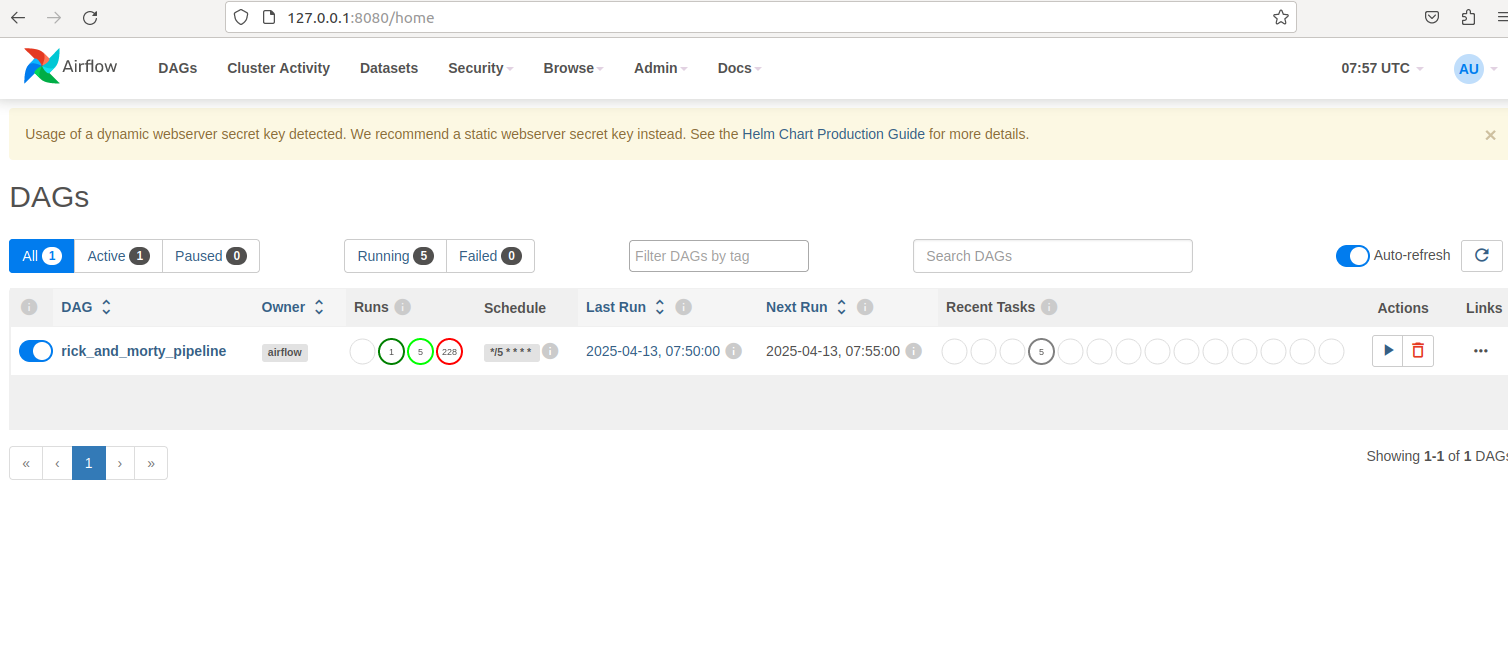 127.0.0.1:8080/home
Airflow DAGs Cluster Activity Datasets Security Browse Admin Docs 07:57 UTC AU
Usage of a dynamic webserver secret key detected. We recommend a static webserver secret key instead. See the Helm Chart Production Guide for more details. ×
DAGs
All 1 Active 1 Paused 0 Running 5 Failed 0 Filter DAGs by tag Search DAGs Auto-refresh
i DAG Owner Runs i Schedule Last Run i Next Run i Recent Tasks i Actions Links
rick_and_morty_pipeline airflow 1 5 228 */5 * * * * i 2025-04-13, 07:50:00 i 2025-04-13, 07:55:00 i 5
« ‹ 1 › » Showing 1-1 of 1 DAGs